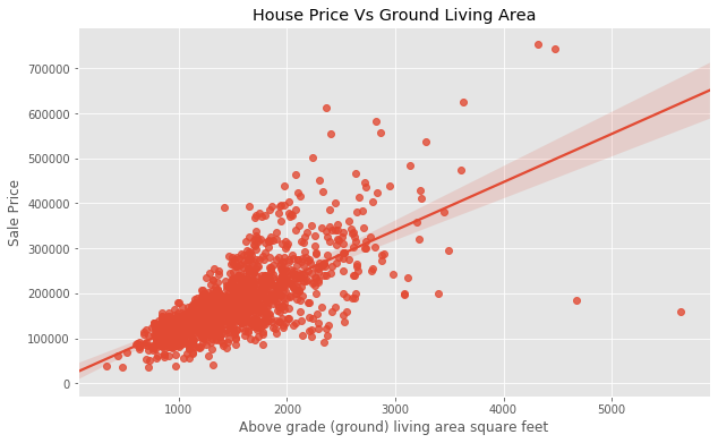 House Price Vs Ground Living Area
700000
600000
500000
400000
300000
200000
100000
0
Sale Price
1000 2000 3000 4000 5000
Above grade (ground) living area square feet